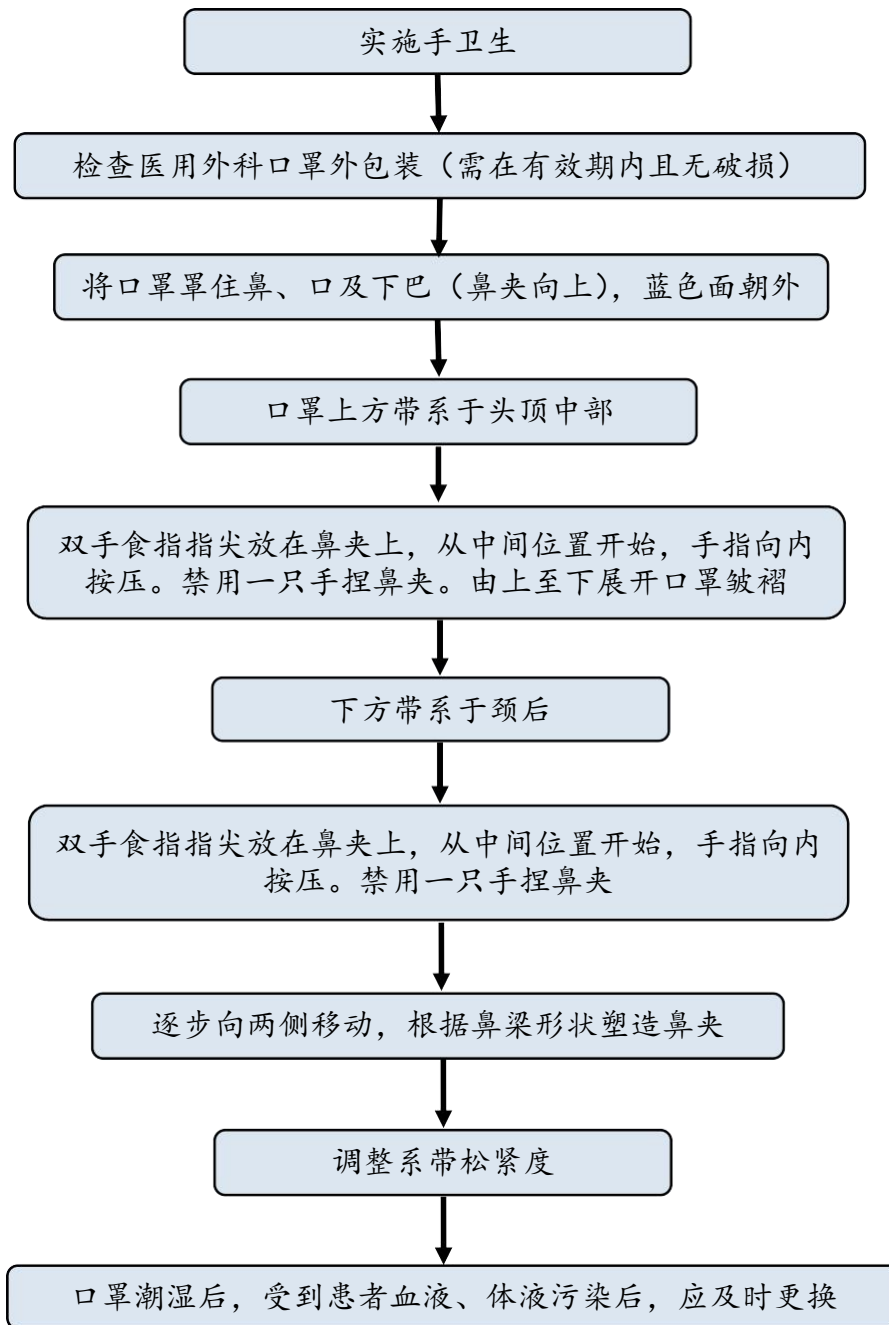 实施手卫生
检查医用外科口罩外包装（需在有效期内且无破损）
将口罩罩住鼻、口及下巴（鼻夹向上），蓝色面朝外
口罩上方带系于头顶中部
双手食指指尖放在鼻夹上，从中间位置开始，手指向内
按压。禁用一只手捏鼻夹。由上至下展开口罩皱褶
下方带系于颈后
双手食指指尖放在鼻夹上，从中间位置开始，手指向内
按压。禁用一只手捏鼻夹
逐步向两侧移动，根据鼻梁形状塑造鼻夹
调整系带松紧度
口罩潮湿后，受到患者血液、体液污染后，应及时更换